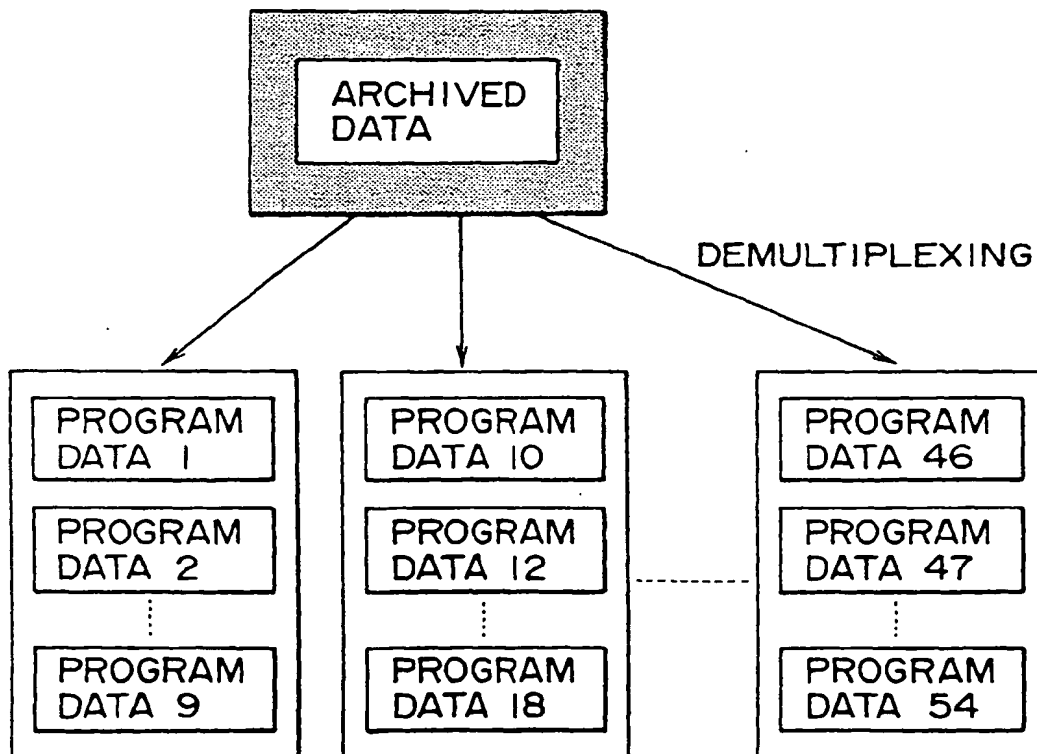 ARCHIVED
DATA
DEMULTIPLEXING
PROGRAM
DATA 1
PROGRAM
DATA 2
PROGRAM
DATA 9
PROGRAM
DATA 10
PROGRAM
DATA 12
PROGRAM
DATA 18
PROGRAM
DATA 46
PROGRAM
DATA 47
PROGRAM
DATA 54